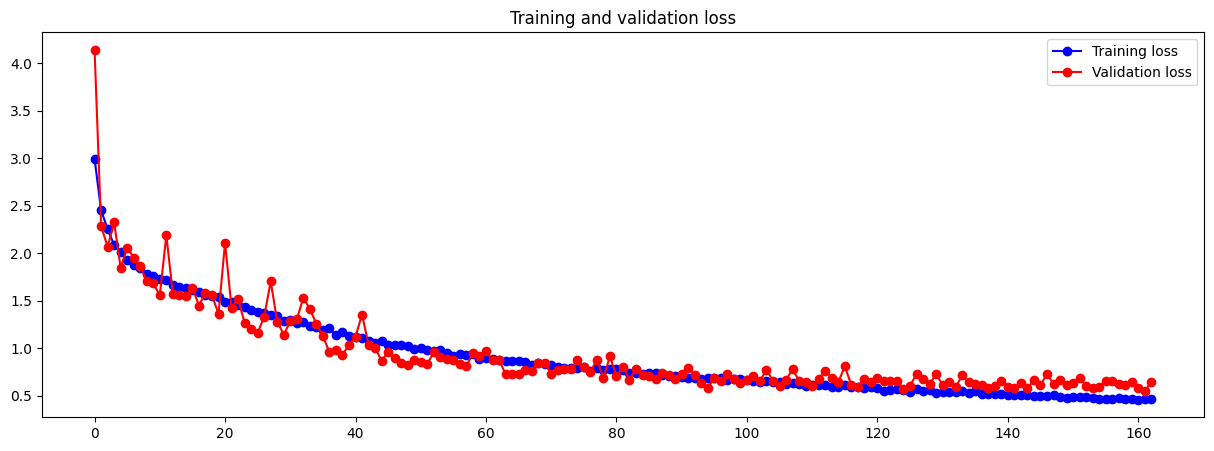 Training and validation loss
Training loss
Validation loss
4.0
3.5
3.0
2.5
2.0
1.5
1.0
0.5
0 20 40 60 80 100 120 140 160